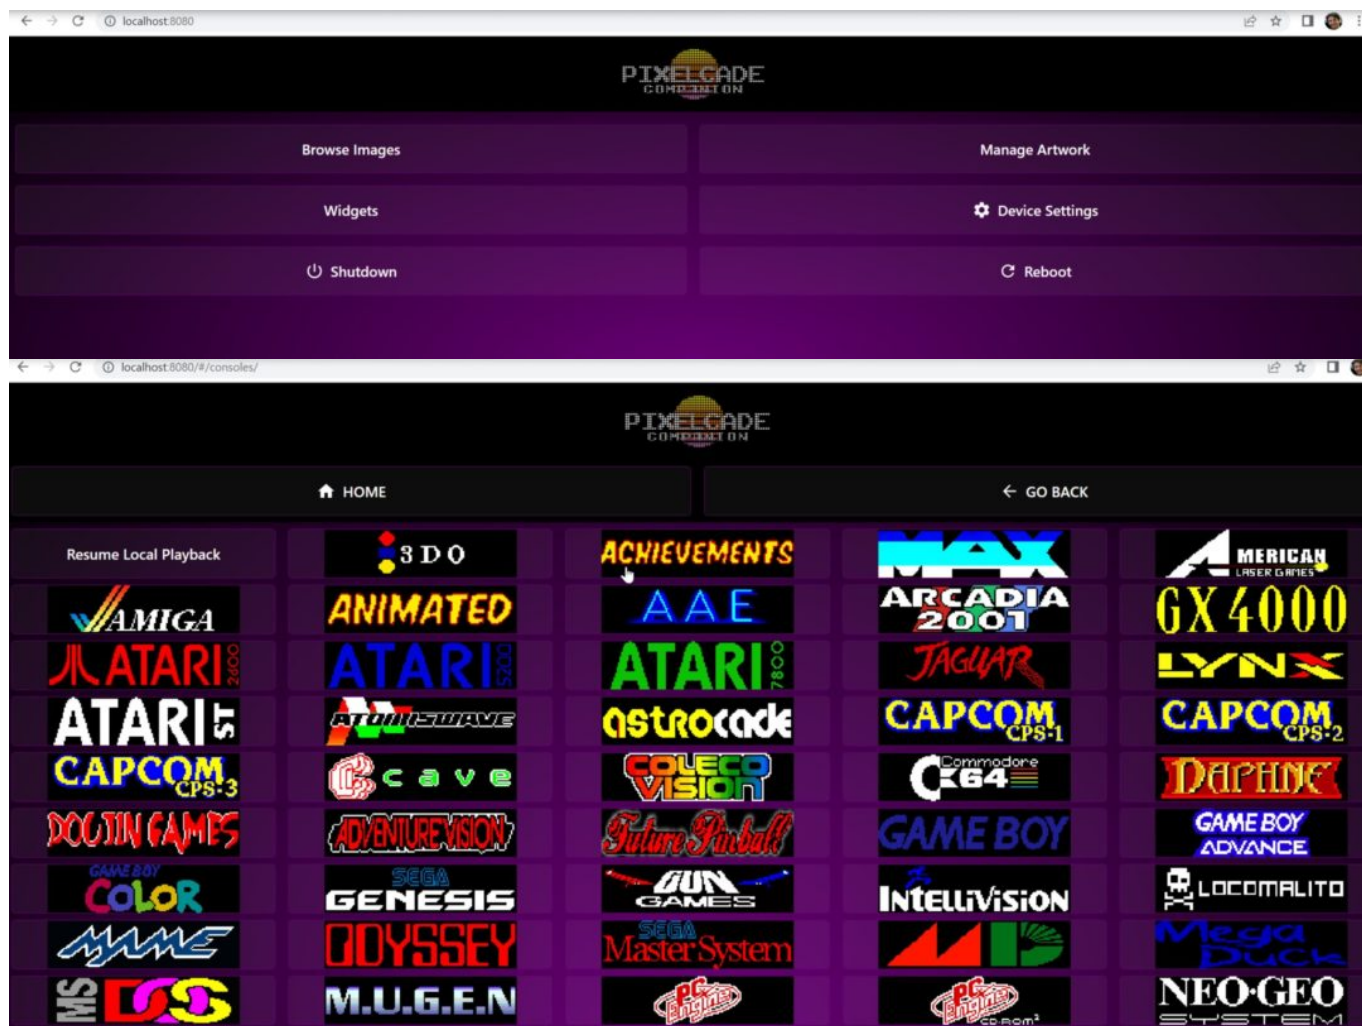 localhost:8080
PIXELCADE
COMPANION
Browse Images
Manage Artwork
Widgets
Device Settings
Shutdown
Reboot
localhost:8080/#/consoles/
PIXELCADE
COMPANION
HOME
GO BACK
Resume Local Playback
3DO
ACHIEVEMENTS
MAX
AMERICAN
LASER GAMES
AMIGA
ANIMATED
AAE
ARCADIA
2001
GX4000
ATARI 2600
ATARI 5200
ATARI 7800
JAGUAR
LYNX
ATARI ST
ATOMISWAVE
astrocade
CAPCOM
CPS-1
CAPCOM
CPS-2
CAPCOM
CPS-3
cave
COLECO
VISION
Commodore
C64
DAPHNE
DOUJIN GAMES
ADVENTUREVISION
Future Pinball
GAME BOY
GAME BOY
ADVANCE
GAME BOY
COLOR
SEGA
GENESIS
GUN
GAMES
INTELLIVISION
LOCOMALITO
MAME
ODYSSEY
SEGA
Master System
Mega
Duck
MS DOS
M.U.G.E.N
PC
Engine
PC
Engine
CD-ROM²
NEO·GEO
SYSTEM